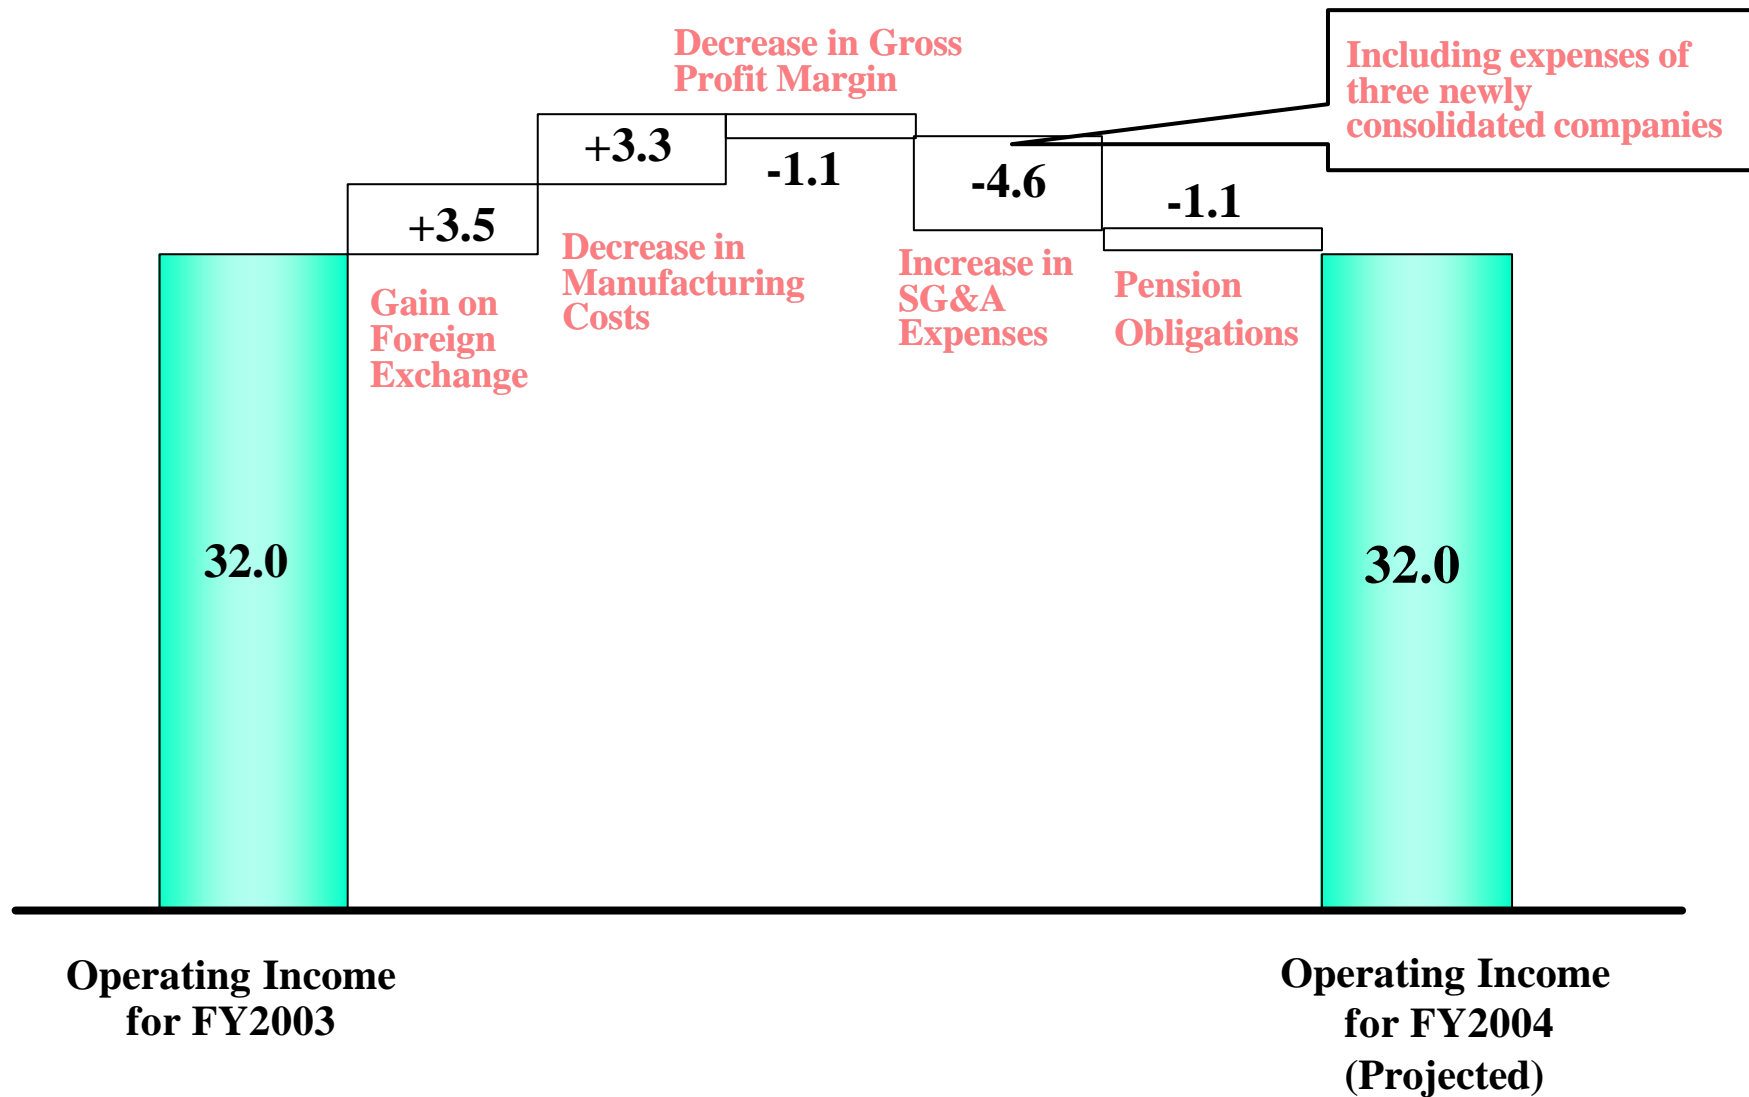 Decrease in Gross
Profit Margin
Including expenses of
three newly
consolidated companies
+3.3
-1.1
-4.6
-1.1
+3.5
Decrease in
Manufacturing
Costs
Increase in
SG&A
Expenses
Pension
Obligations
Gain on
Foreign
Exchange
32.0
32.0
Operating Income
for FY2003
Operating Income
for FY2004
(Projected)